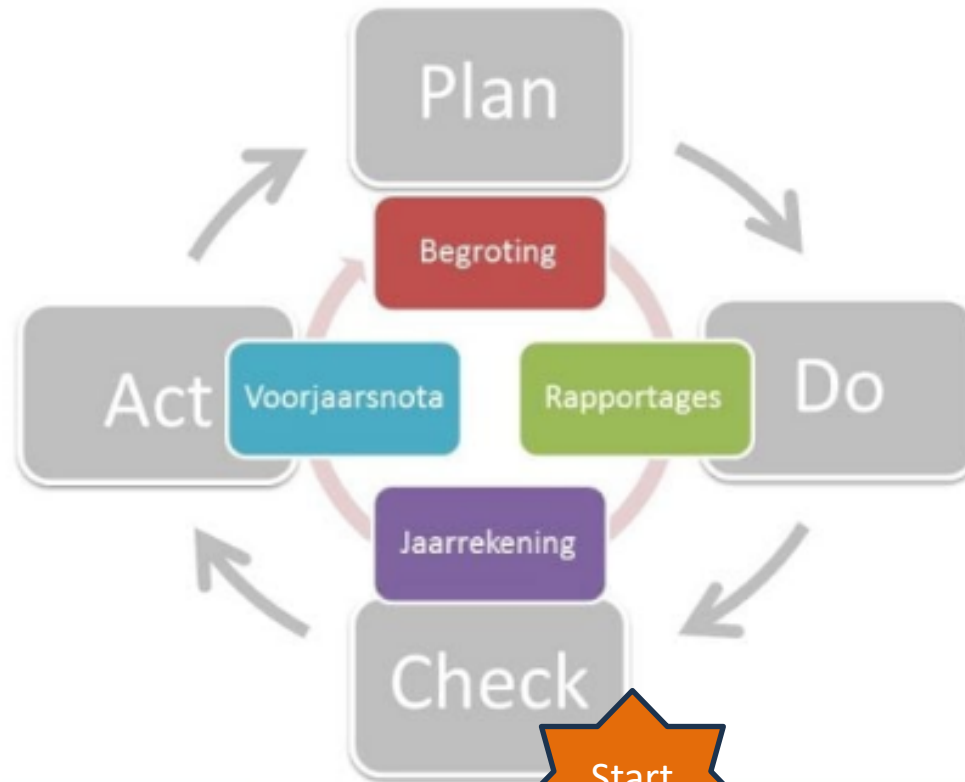 Plan
Begroting
Act
Voorjaarsnota
Rapportages
Do
Jaarrekening
Check
Start